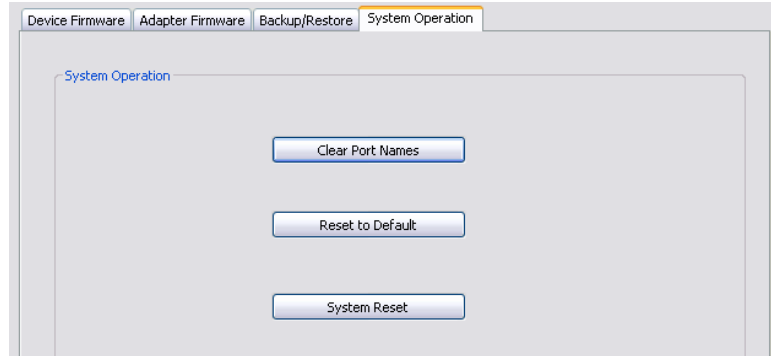 Device Firmware Adapter Firmware Backup/Restore System Operation
System Operation
Clear Port Names
Reset to Default
System Reset